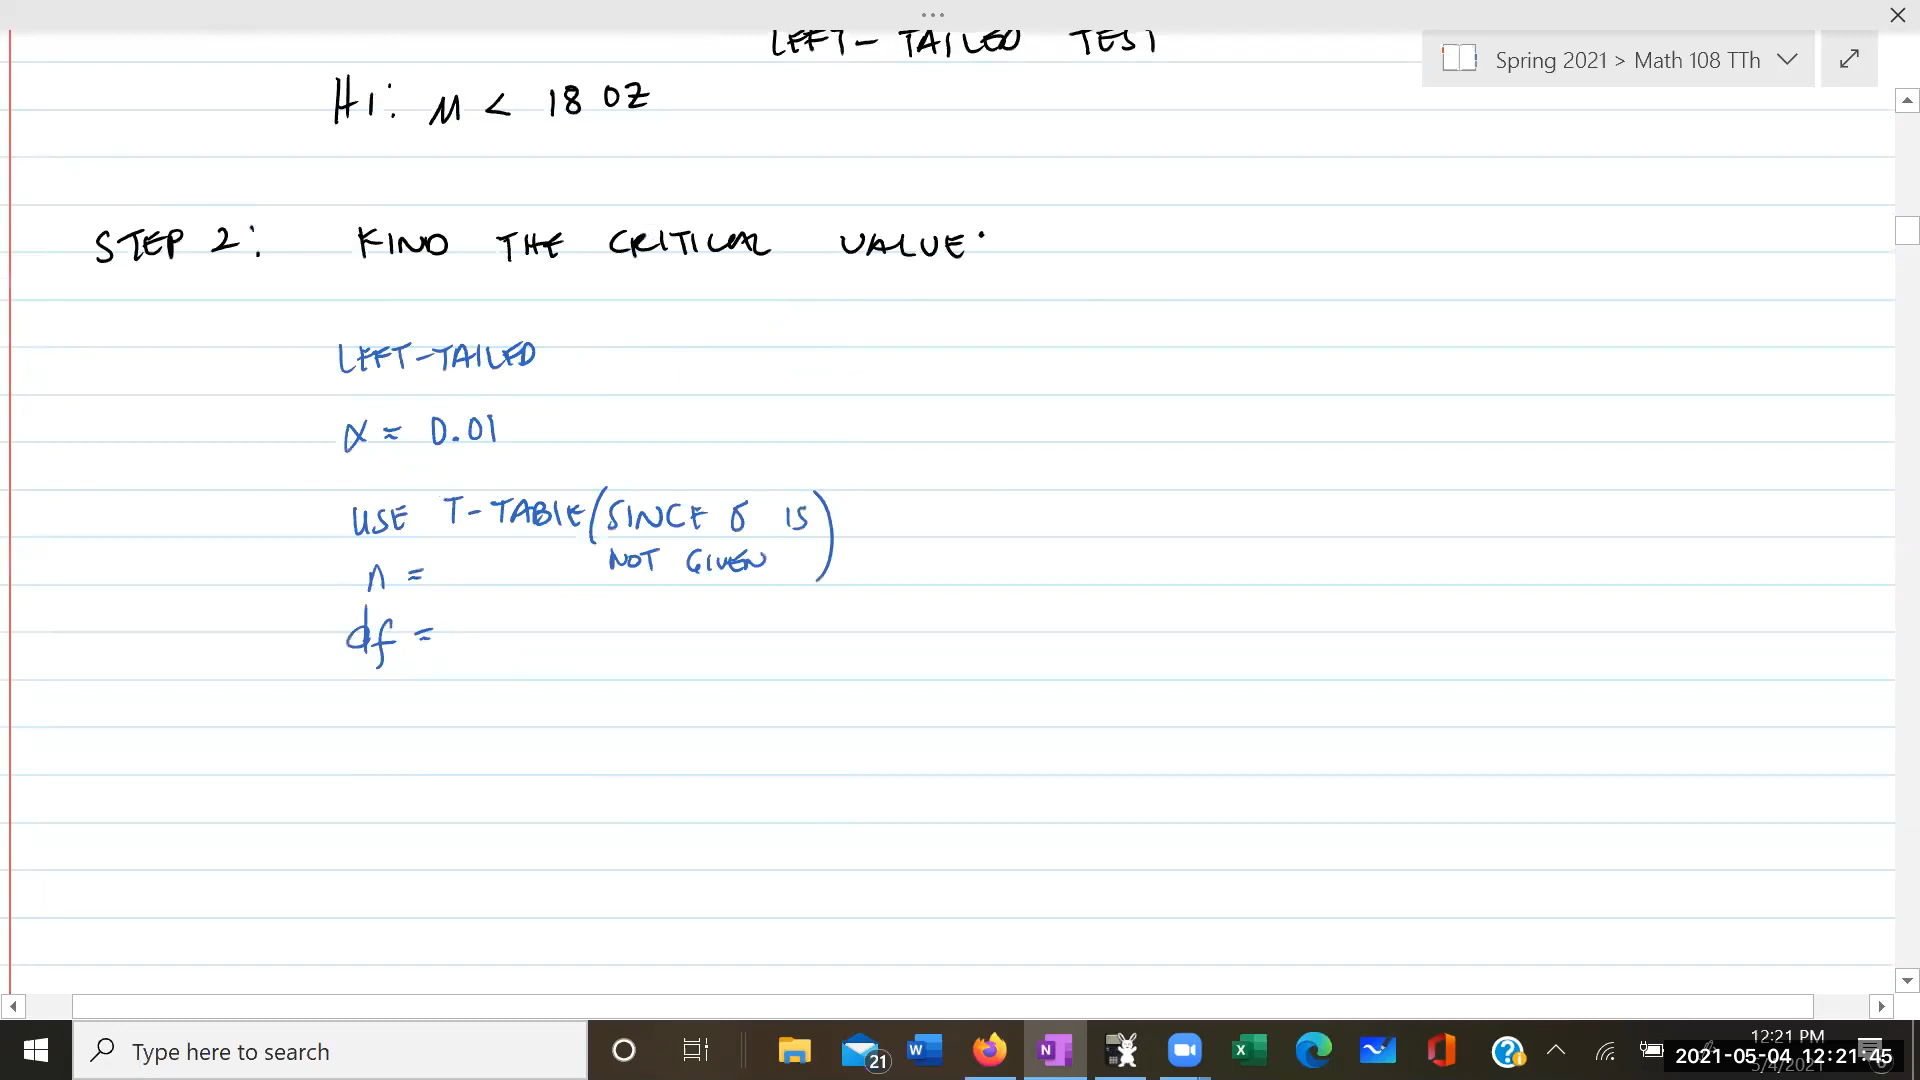 LEFT-TAILED TEST
Spring 2021 > Math 108 TTh
H1: μ < 18 OZ
STEP 2: FIND THE CRITICAL VALUE.
LEFT-TAILED
α = 0.01
USE T-TABLE (SINCE σ IS
NOT GIVEN)
n =
df =
Type here to search
21
12:21 PM
2021-05-04 12:21:45